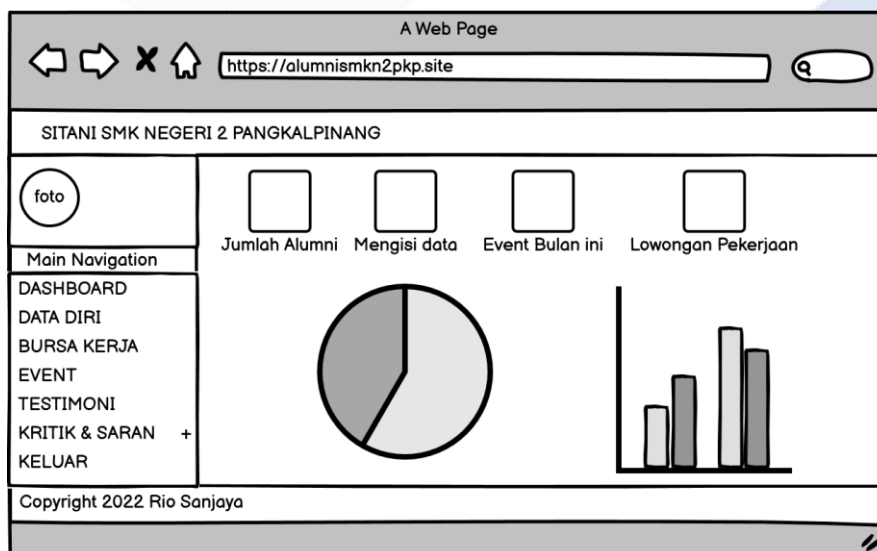 A Web Page
https://alumnismkn2pkp.site
SITANI SMK NEGERI 2 PANGKALPINANG
foto
Main Navigation
DASHBOARD
DATA DIRI
BURSA KERJA
EVENT
TESTIMONI
KRITIK & SARAN +
KELUAR
Jumlah Alumni
Mengisi data
Event Bulan ini
Lowongan Pekerjaan
Copyright 2022 Rio Sanjaya